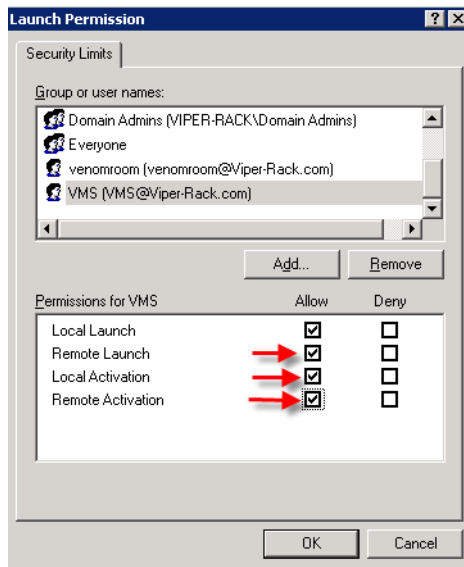 Launch Permission
Security Limits
Group or user names:
Domain Admins (VIPER-RACK\Domain Admins)
Everyone
venomroom (venomroom@Viper-Rack.com)
VMS (VMS@Viper-Rack.com)
Add... Remove
Permissions for VMS Allow Deny
Local Launch
Remote Launch
Local Activation
Remote Activation
OK Cancel